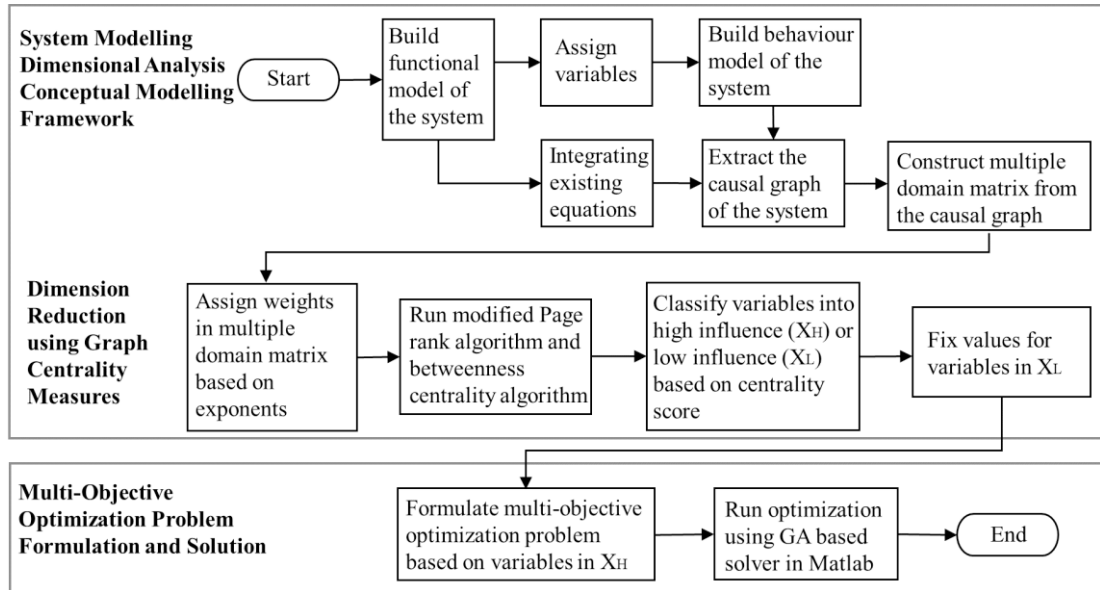 System Modelling
Dimensional Analysis
Conceptual Modelling
Framework
Start
Build
functional
model of
the system
Assign
variables
Build behaviour
model of the
system
Integrating
existing
equations
Extract the
causal graph
of the system
Construct multiple
domain matrix from
the causal graph
Dimension
Reduction
using Graph
Centrality
Measures
Assign weights
in multiple
domain matrix
based on
exponents
Run modified Page
rank algorithm and
betweenness
centrality algorithm
Classify variables into
high influence (XH) or
low influence (XL)
based on centrality
score
Fix values for
variables in XL
Multi-Objective
Optimization Problem
Formulation and Solution
Formulate multi-objective
optimization problem
based on variables in XH
Run optimization
using GA based
solver in Matlab
End